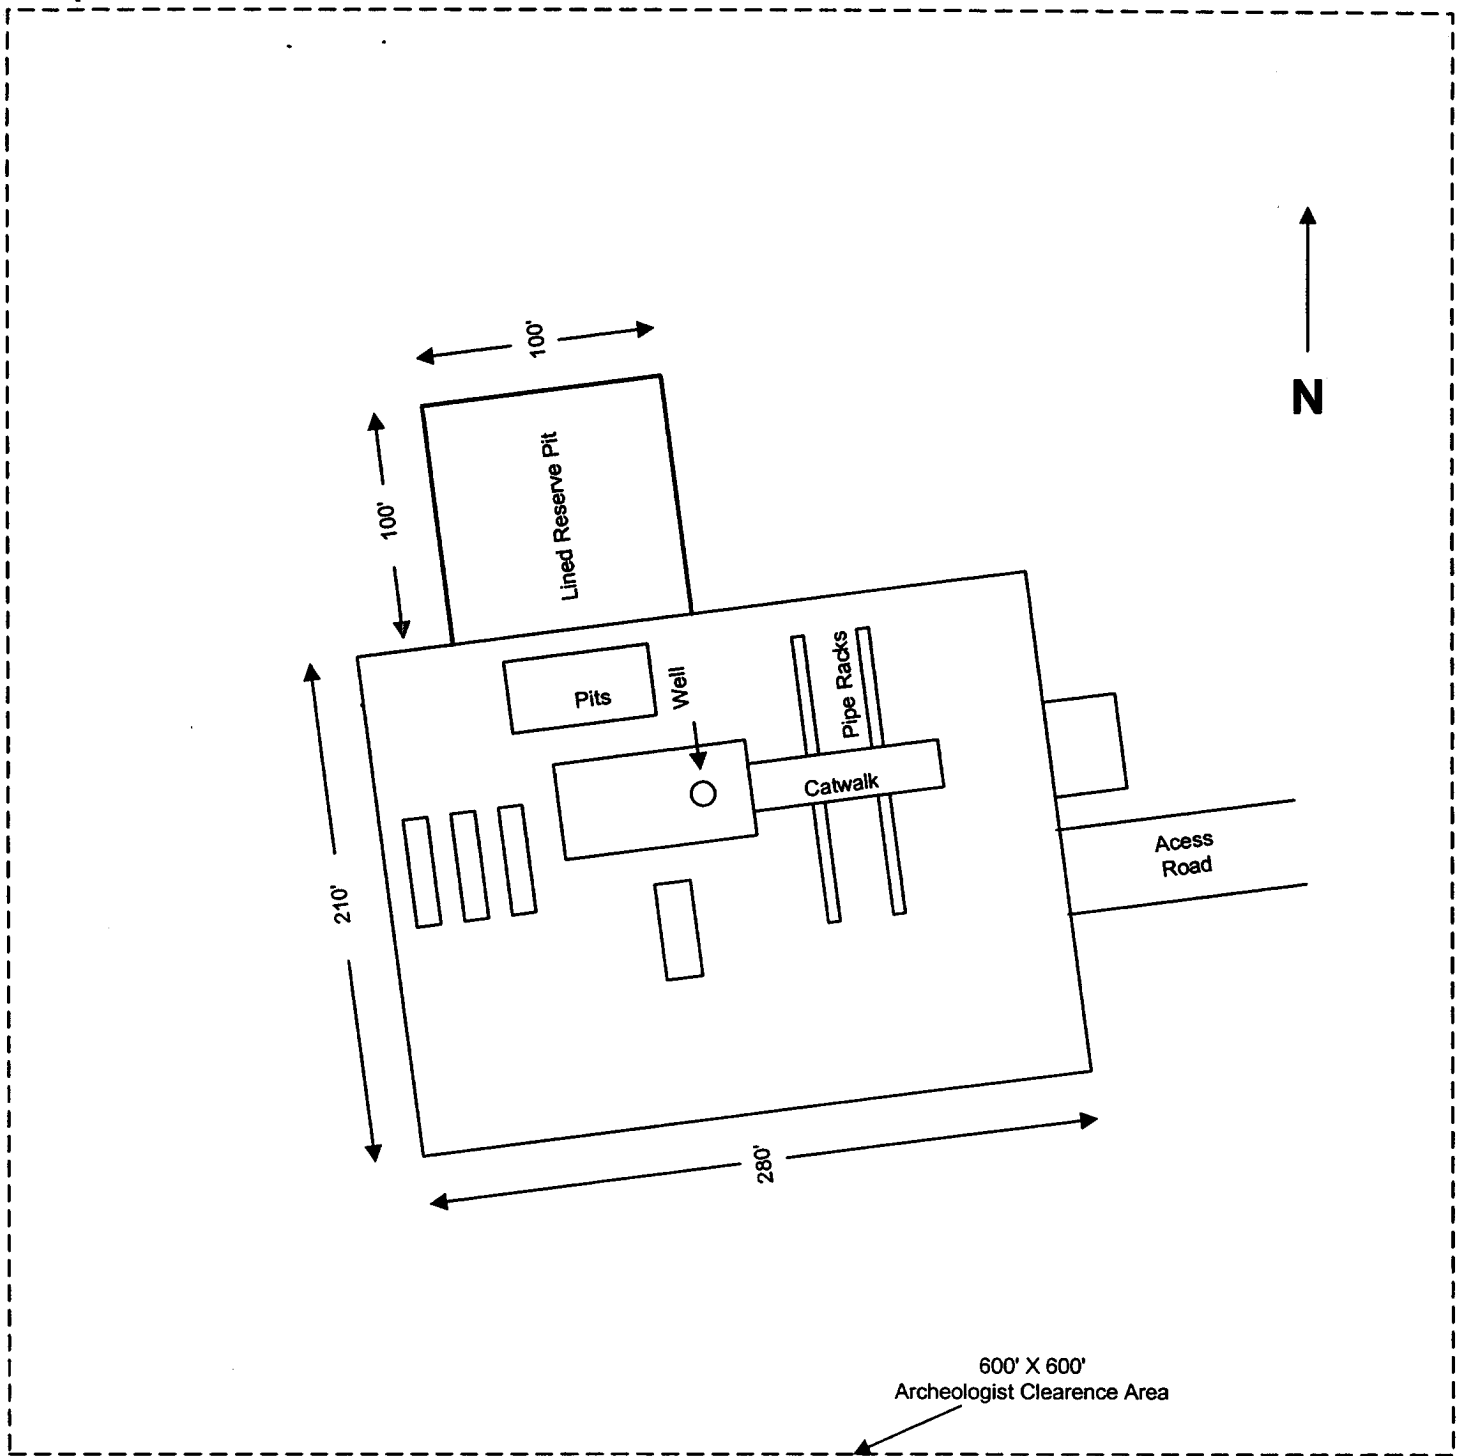 100'
N
100'
Lined Reserve Pit
Pits
Well
Pipe Racks
Catwalk
Acess
Road
210'
280'
600' X 600'
Archeologist Clearence Area